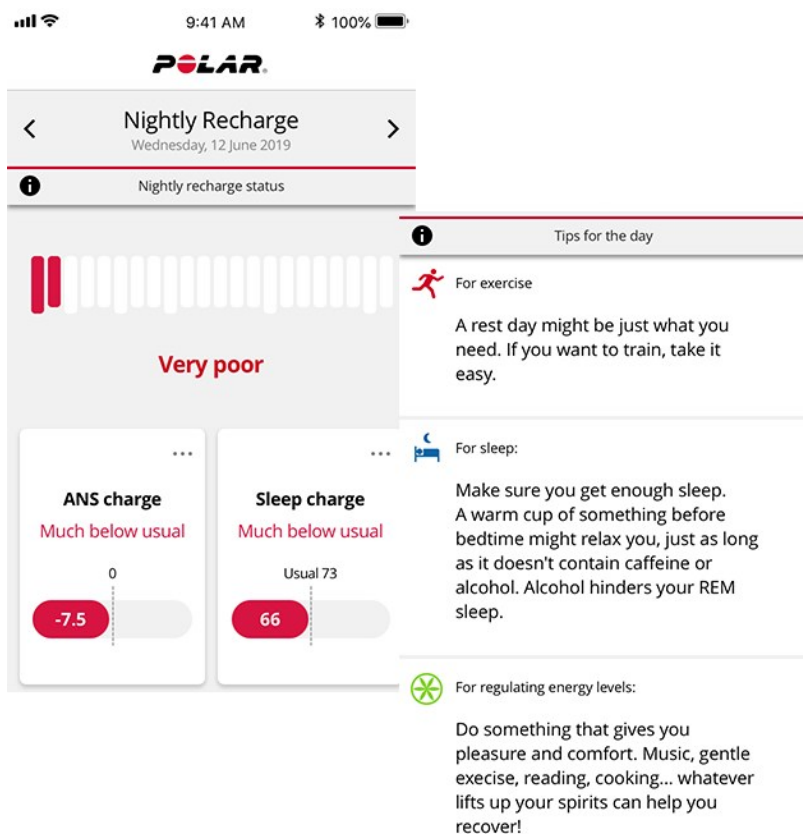 9:41 AM
100%
POLAR
Nightly Recharge
Wednesday, 12 June 2019
Nightly recharge status
Very poor
ANS charge
Much below usual
0
-7.5
Sleep charge
Much below usual
Usual 73
66
Tips for the day
For exercise
A rest day might be just what you
need. If you want to train, take it
easy.
For sleep:
Make sure you get enough sleep.
A warm cup of something before
bedtime might relax you, just as long
as it doesn't contain caffeine or
alcohol. Alcohol hinders your REM
sleep.
For regulating energy levels:
Do something that gives you
pleasure and comfort. Music, gentle
execise, reading, cooking... whatever
lifts up your spirits can help you
recover!